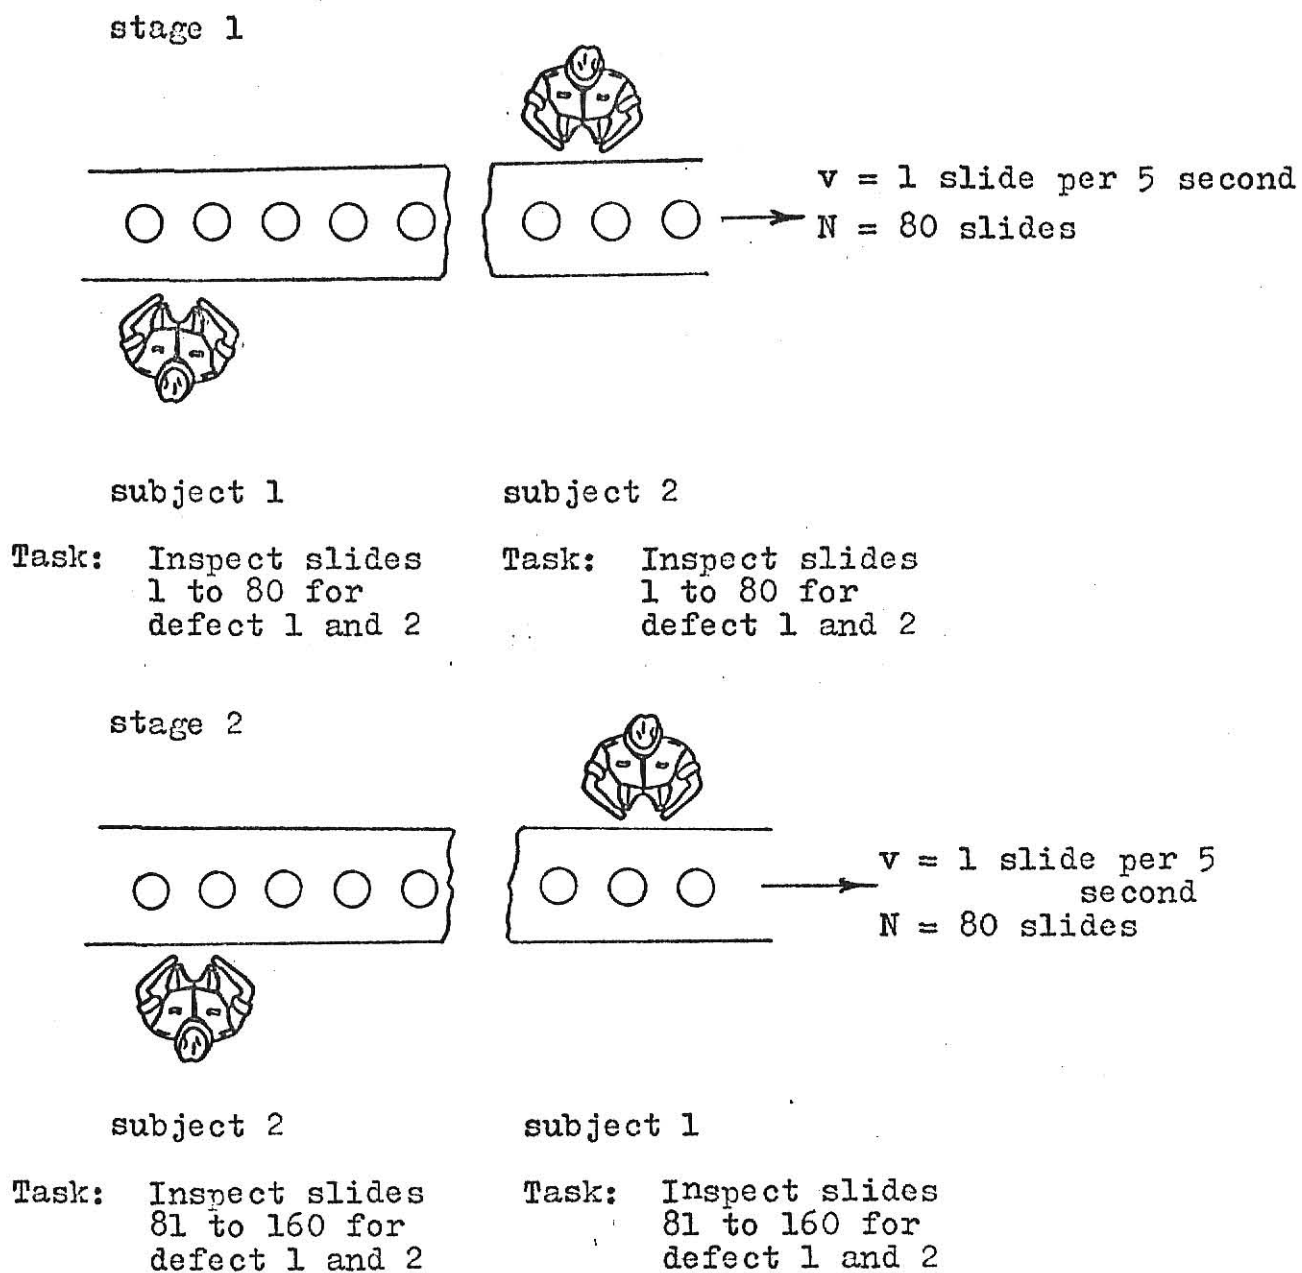 stage 1
v = 1 slide per 5 second
N = 80 slides
subject 1
Task: Inspect slides
1 to 80 for
defect 1 and 2
subject 2
Task: Inspect slides
1 to 80 for
defect 1 and 2
stage 2
v = 1 slide per 5
second
N = 80 slides
subject 2
Task: Inspect slides
81 to 160 for
defect 1 and 2
subject 1
Task: Inspect slides
81 to 160 for
defect 1 and 2